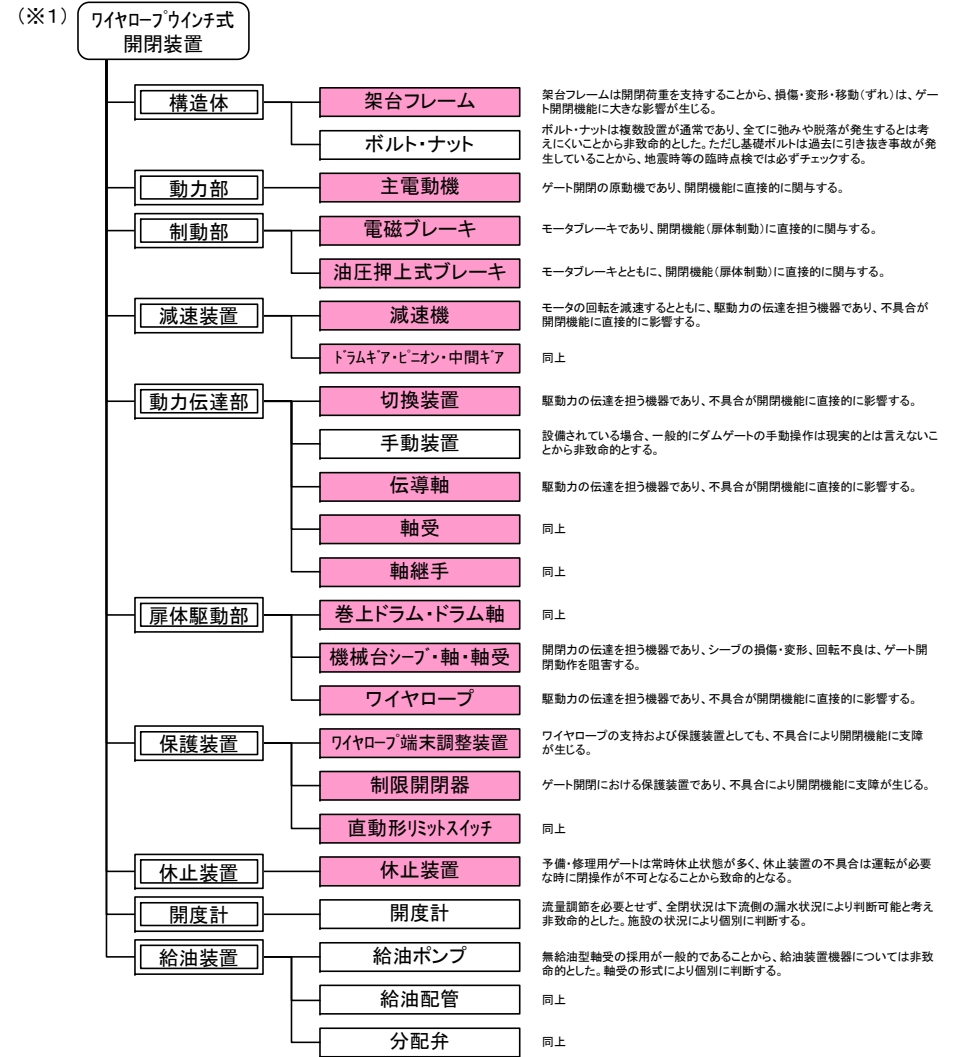 (※1)
ワイヤロープウインチ式
開閉装置
構造体
架台フレーム
架台フレームは開閉荷重を支持することから、損傷・変形・移動(ずれ)は、ゲー
ト開閉機能に大きな影響が生じる。
ボルト・ナット
ボルト・ナットは複数設置が通常であり、全てに弛みや脱落が発生するとは考
えにくいことから非致命的とした。ただし基礎ボルトは過去に引き抜き事故が発
生していることから、地震時等の臨時点検では必ずチェックする。
動力部
主電動機
ゲート開閉の原動機であり、開閉機能に直接的に関与する。
制動部
電磁ブレーキ
モータブレーキであり、開閉機能(扉体制動)に直接的に関与する。
油圧押上式ブレーキ
モータブレーキとともに、開閉機能(扉体制動)に直接的に関与する。
減速装置
減速機
モータの回転を減速するとともに、駆動力の伝達を担う機器であり、不具合が
開閉機能に直接的に影響する。
ドラムギア・ピニオン・中間ギア
同上
動力伝達部
切換装置
駆動力の伝達を担う機器であり、不具合が開閉機能に直接的に影響する。
手動装置
設備されている場合、一般的にダムゲートの手動操作は現実的とは言えないこ
とから非致命的とする。
伝導軸
駆動力の伝達を担う機器であり、不具合が開閉機能に直接的に影響する。
軸受
同上
軸継手
同上
扉体駆動部
巻上ドラム・ドラム軸
同上
機械台シーブ・軸・軸受
開閉力の伝達を担う機器であり、シーブの損傷・変形、回転不良は、ゲート開
閉動作を阻害する。
ワイヤロープ
駆動力の伝達を担う機器であり、不具合が開閉機能に直接的に影響する。
保護装置
ワイヤロープ端末調整装置
ワイヤロープの支持および保護装置としても、不具合により開閉機能に支障
が生じる。
制限開閉器
ゲート開閉における保護装置であり、不具合により開閉機能に支障が生じる。
直動形リミットスイッチ
同上
休止装置
休止装置
予備・修理用ゲートは常時休止状態が多く、休止装置の不具合は運転が必要
な時に閉操作が不可となることから致命的となる。
開度計
開度計
流量調節を必要とせず、全閉状況は下流側の漏水状況により判断可能と考え
非致命的とした。施設の状況により個別に判断する。
給油装置
給油ポンプ
無給油型軸受の採用が一般的であることから、給油装置機器については非致
命的とした。軸受の形式により個別に判断する。
給油配管
同上
分配弁
同上